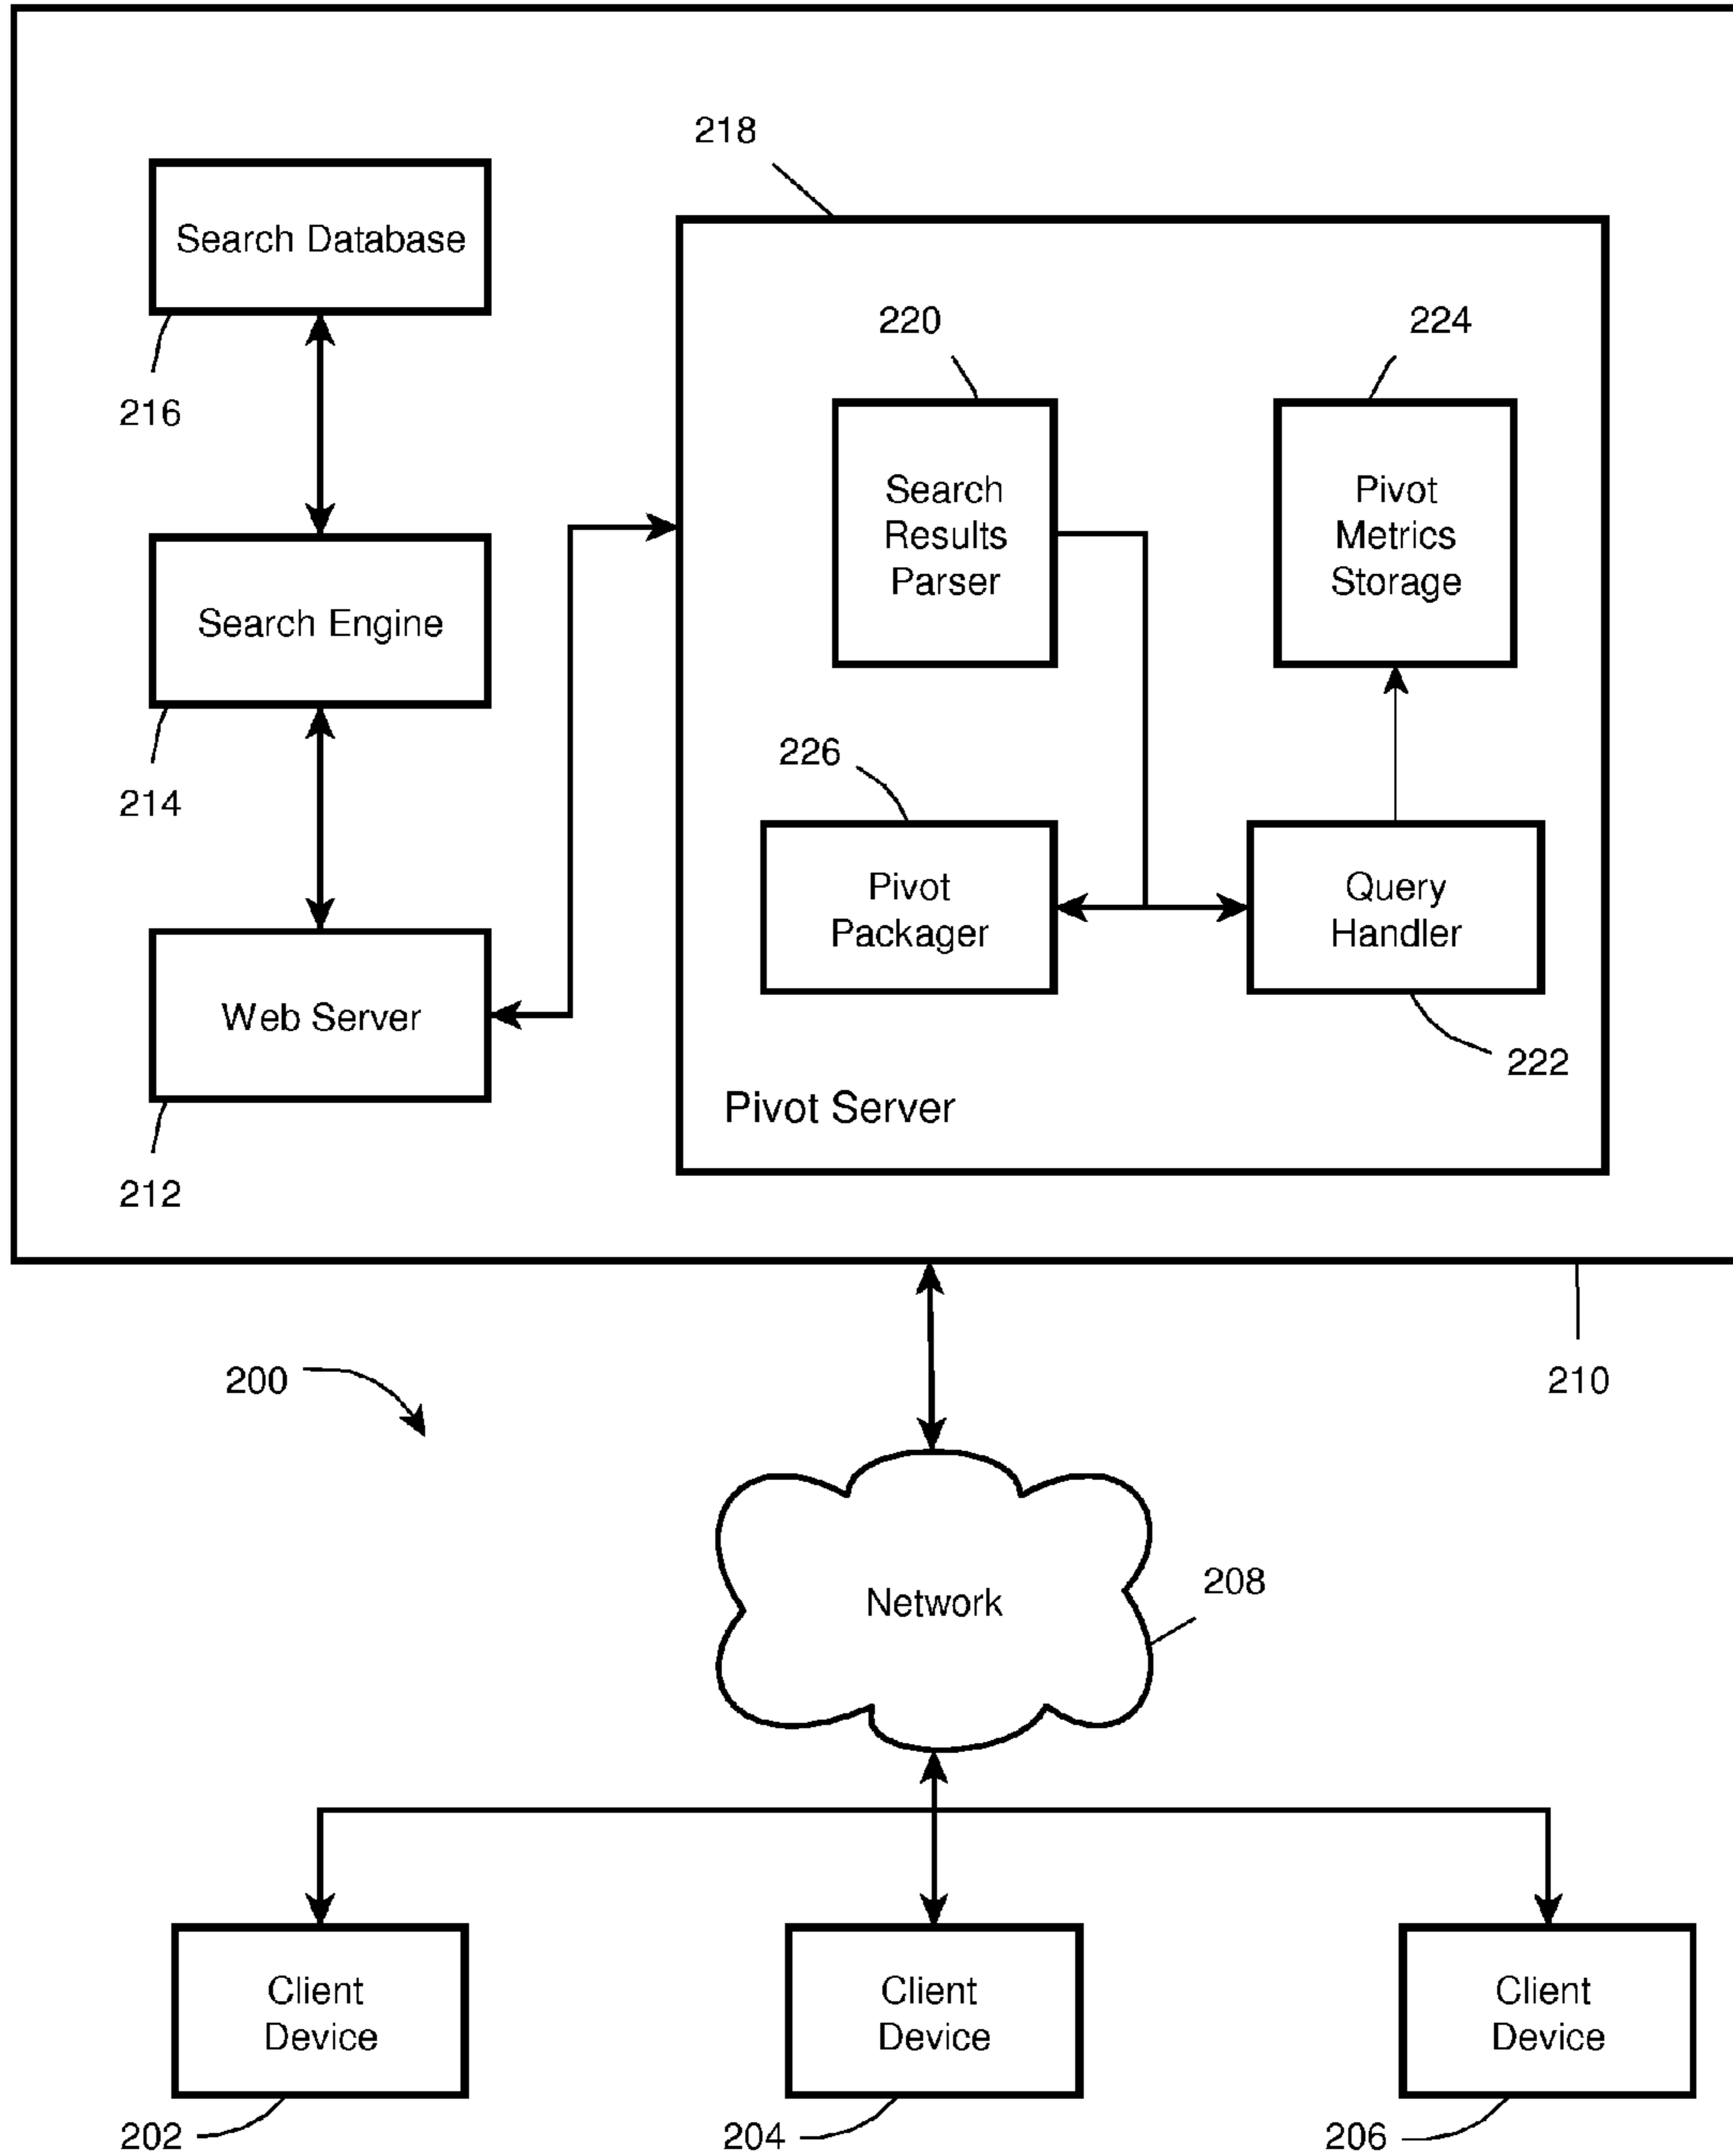 218
Search Database
216
220
224
Search
Results
Parser
Pivot
Metrics
Storage
Search Engine
214
226
Pivot
Packager
Query
Handler
Web Server
222
Pivot Server
212
200
210
Network
208
Client
Device
Client
Device
Client
Device
202
204
206